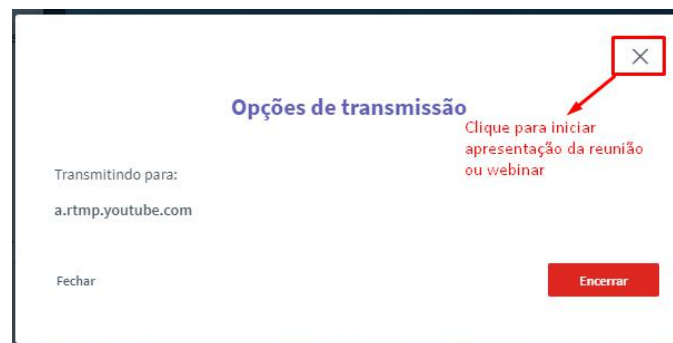 Opções de transmissão
Clique para iniciar
apresentação da reunião
ou webinar
Transmitindo para:
a.rtmp.youtube.com
Fechar
Encerrar